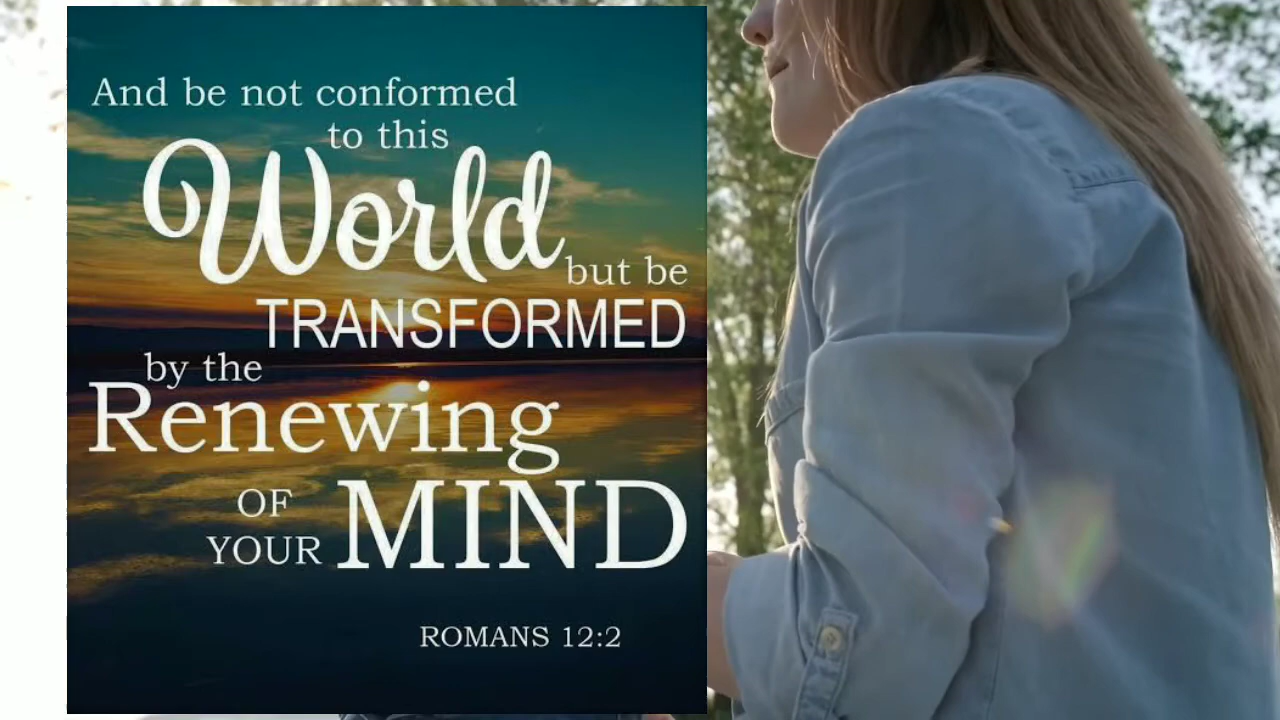 And be not conformed
to this
World
but be
TRANSFORMED
by the
Renewing
OF
YOUR MIND
ROMANS 12:2